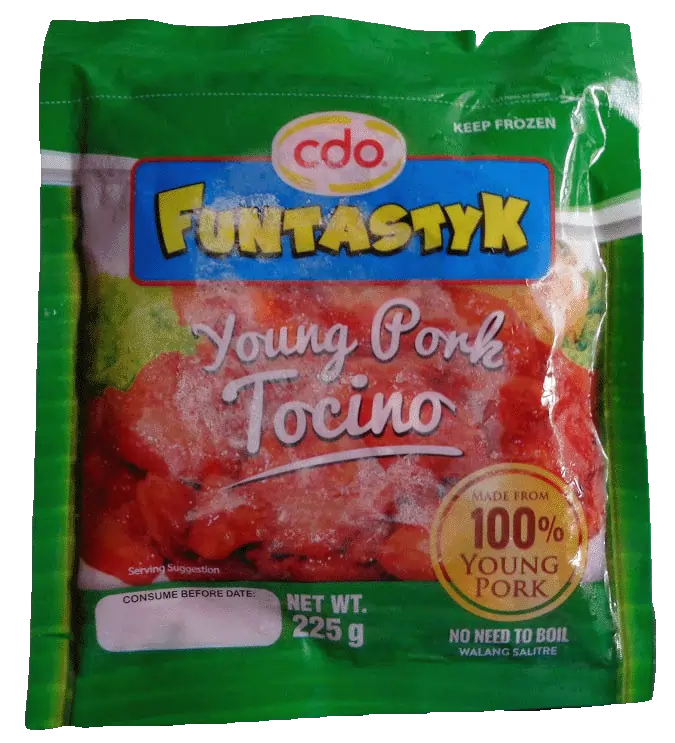 KEEP FROZEN
cdo
FUNTASTYK
Young Pork
Tocino
MADE FROM
100%
YOUNG
PORK
Serving Suggestion
CONSUME BEFORE DATE:
NET WT.
225 g
NO NEED TO BOIL
WALANG SALITRE